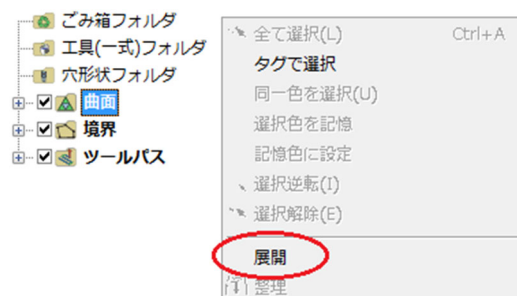 ごみ箱フォルダ
工具(一式)フォルダ
穴形状フォルダ
曲面
境界
ツールパス
全て選択(L) Ctrl+A
タグで選択
同一色を選択(U)
選択色を記憶
記憶色に設定
選択逆転(I)
選択解除(E)
展開
整理